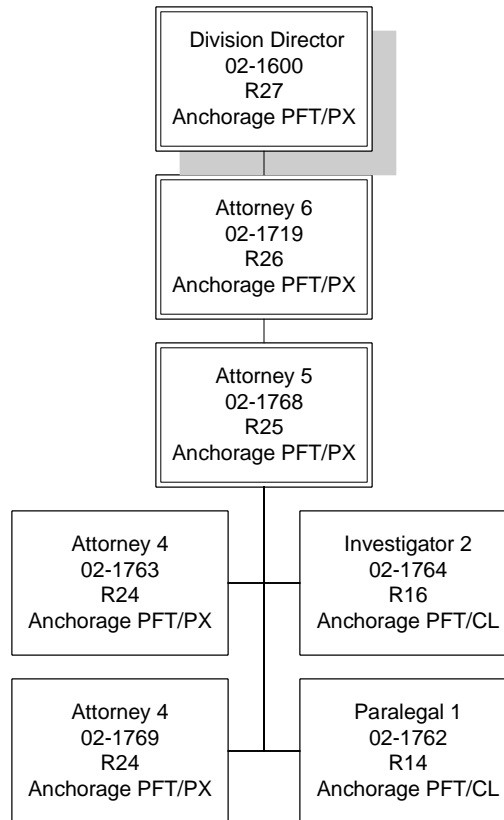 Division Director
02-1600
R27
Anchorage PFT/PX
Attorney 6
02-1719
R26
Anchorage PFT/PX
Attorney 5
02-1768
R25
Anchorage PFT/PX
Attorney 4
02-1763
R24
Anchorage PFT/PX
Investigator 2
02-1764
R16
Anchorage PFT/CL
Attorney 4
02-1769
R24
Anchorage PFT/PX
Paralegal 1
02-1762
R14
Anchorage PFT/CL